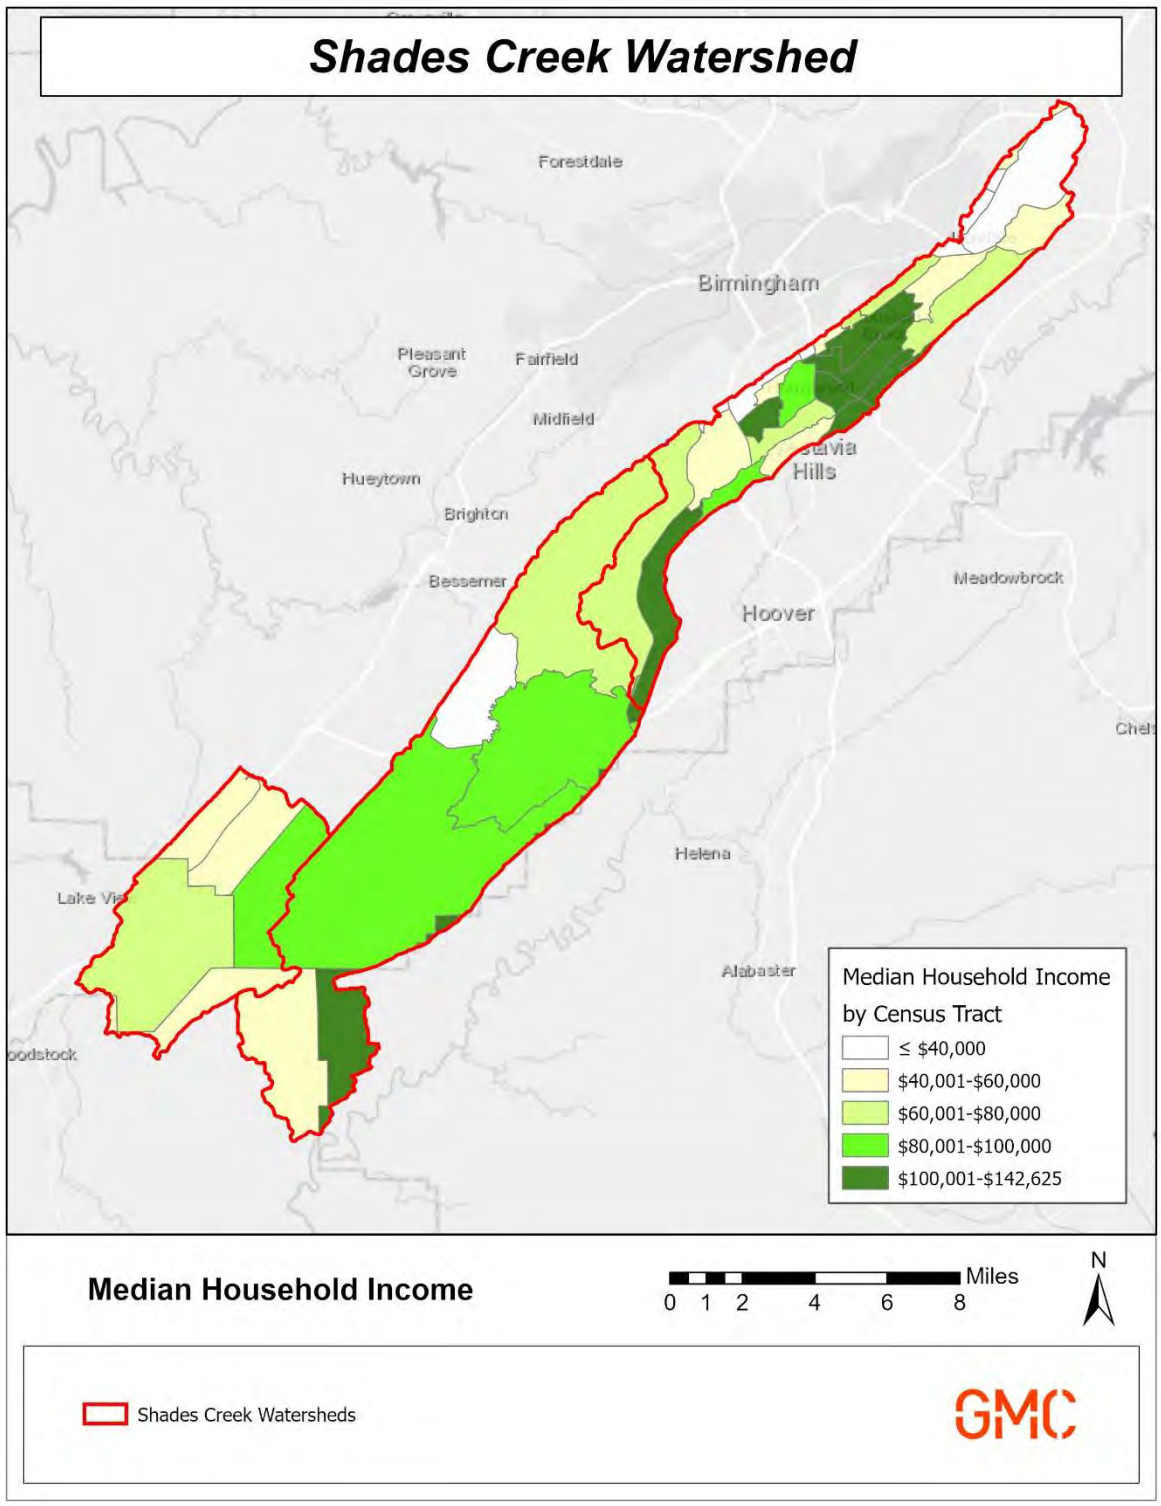 Shades Creek Watershed
Forestdale
Birmingham
Pleasant
Grove
Fairfield
Midfield
Hueytown
Hills
Brighton
Bessemer
Meadowbrock
Hoover
Helena
Alabaster
Median Household Income
by Census Tract
≤ $40,000
$40,001-$60,000
$60,001-$80,000
$80,001-$100,000
$100,001-$142,625
Median Household Income
Miles
0 1 2 4 6 8
N
Shades Creek Watersheds
GMC